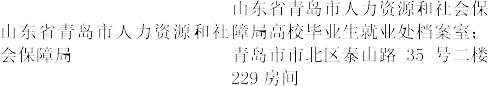 山东省青岛市人力资源和社
会保障局
山东省青岛市人力资源和社会保
障局高校毕业生就业处档案室；
青岛市市北区泰山路 35 号二楼
229 房间